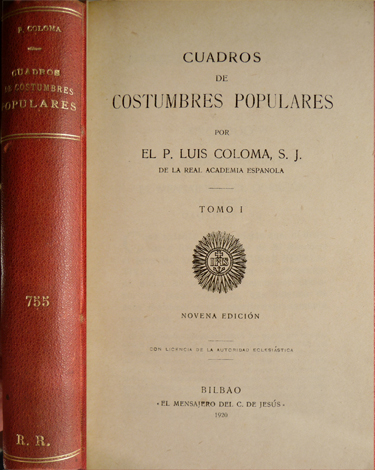 P. COLOMA
CUADROS
DE COSTUMBRES
POPULARES
755
R. R.
CUADROS
DE
COSTUMBRES POPULARES
POR
EL P. LUIS COLOMA, S. J.
DE LA REAL ACADEMIA ESPAÑOLA
TOMO I
IHS
NOVENA EDICIÓN
CON LICENCIA DE LA AUTORIDAD ECLESIÁSTICA
BILBAO
«EL MENSAJERO DEL C. DE JESÚS»
1920